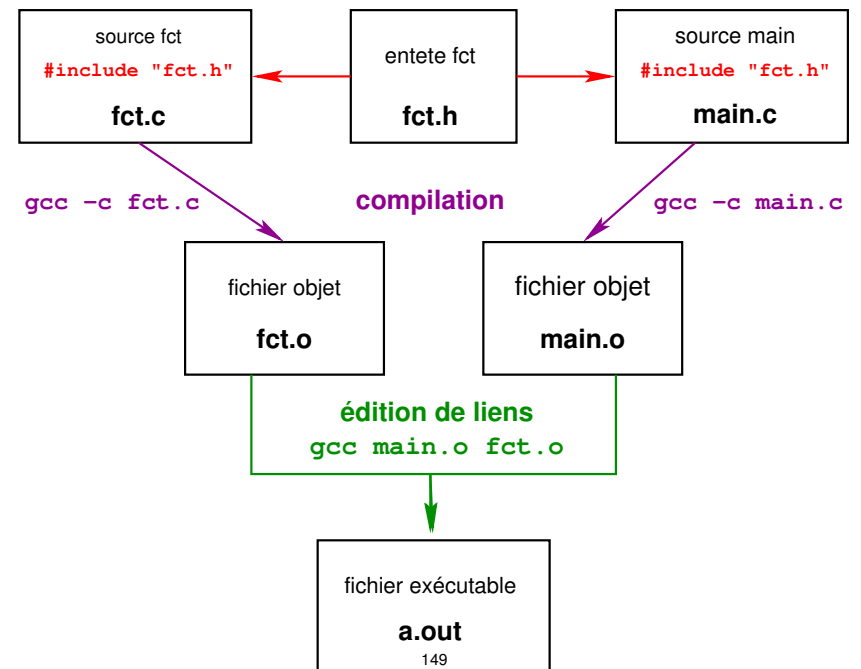 source fct
#include "fct.h"
fct.c
entete fct
fct.h
source main
#include "fct.h"
main.c
gcc −c fct.c
compilation
gcc −c main.c
fichier objet
fct.o
fichier objet
main.o
édition de liens
gcc main.o fct.o
fichier exécutable
a.out
149